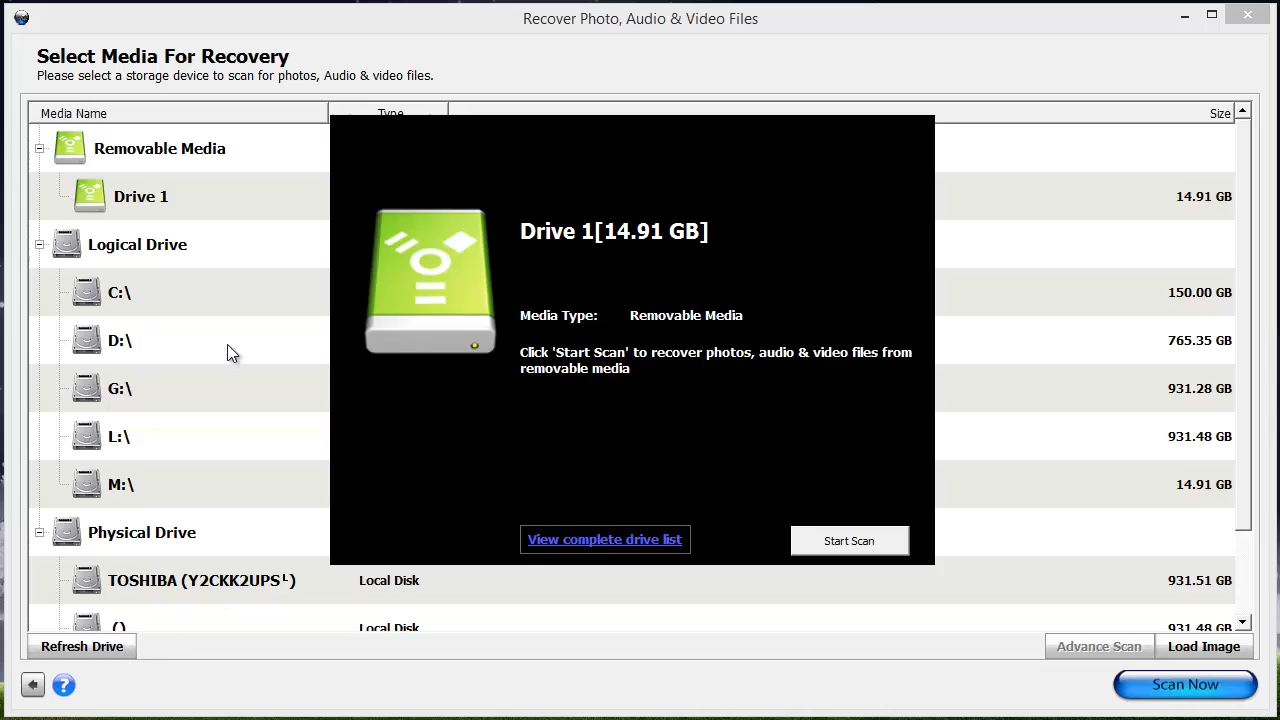 Recover Photo, Audio & Video Files
Select Media For Recovery
Please select a storage device to scan for photos, Audio & video files.
Media Name Type Size
Removable Media
Drive 1 14.91 GB
Logical Drive
C:\ 150.00 GB
D:\ 765.35 GB
G:\ 931.28 GB
L:\ 931.48 GB
M:\ 14.91 GB
Physical Drive
TOSHIBA (Y2CKK2UPS└) Local Disk 931.51 GB
() Local Disk 931.48 GB
Drive 1[14.91 GB]
Media Type: Removable Media
Click 'Start Scan' to recover photos, audio & video files from
removable media
View complete drive list Start Scan
Refresh Drive Advance Scan Load Image
Scan Now